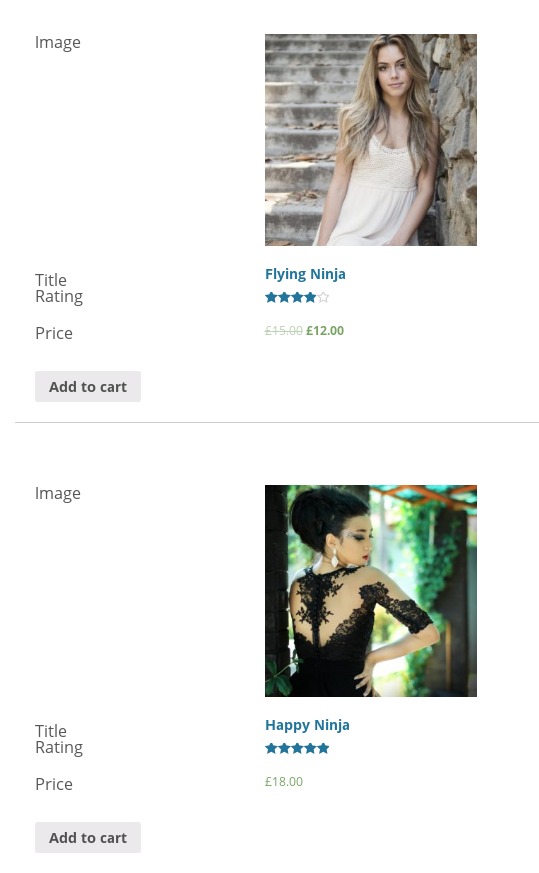 Image
Title
Flying Ninja
Rating
Price
£15.00 £12.00
Add to cart
Image
Title
Happy Ninja
Rating
Price
£18.00
Add to cart